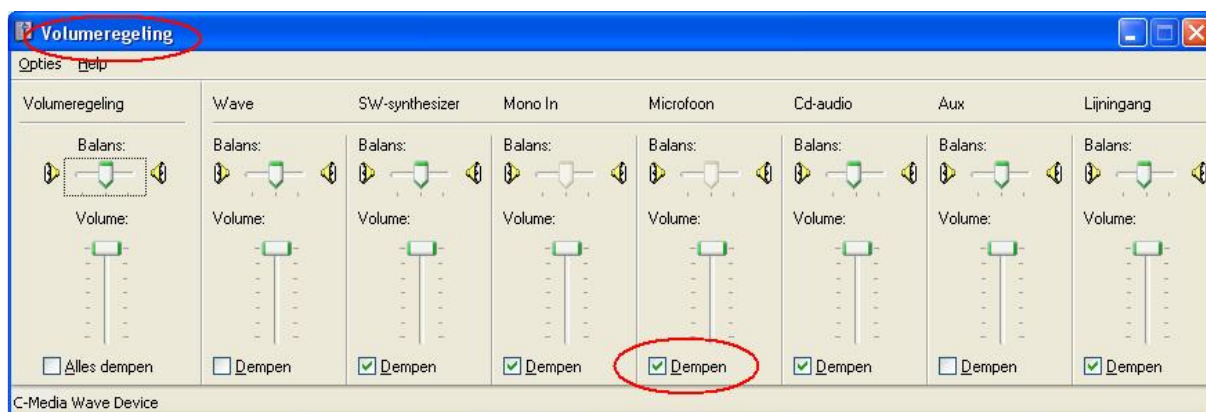 Volumeregeling
Opties Help
Volumeregeling Wave SW-synthesizer Mono In Microfoon Cd-audio Aux Lijningang
Balans: Balans: Balans: Balans: Balans: Balans: Balans: Balans:
Volume: Volume: Volume: Volume: Volume: Volume: Volume: Volume:
Alles dempen Dempen Dempen Dempen Dempen Dempen Dempen Dempen
C-Media Wave Device